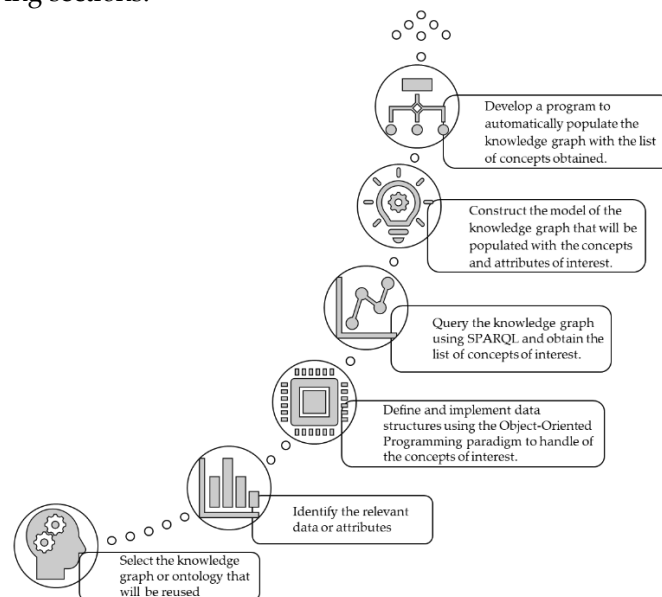 ing sections.
Develop a program to
automatically populate the
knowledge graph with the list
of concepts obtained.
Construct the model of the
knowledge graph that will be
populated with the concepts
and attributes of interest.
Query the knowledge graph
using SPARQL and obtain the
list of concepts of interest.
Define and implement data
structures using the Object-Oriented
Programming paradigm to handle of
the concepts of interest.
Identify the relevant
data or attributes
Select the knowledge
graph or ontology that
will be reused